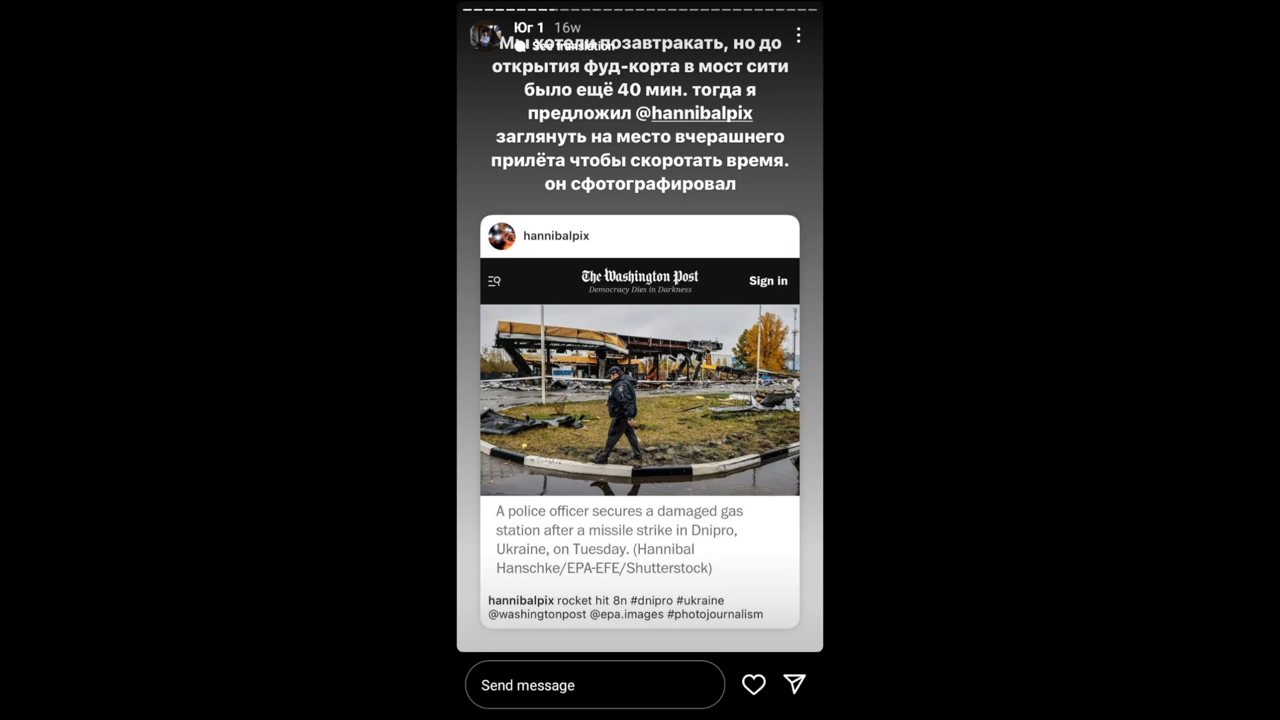 Юг 1 16w
See translation
Мы хотели позавтракать, но до
открытия фуд-корта в мост сити
было ещё 40 мин. тогда я
предложил @hannibalpix
заглянуть на место вчерашнего
прилёта чтобы скоротать время.
он сфотографировал
hannibalpix
The Washington Post
Democracy Dies in Darkness
Sign in
A police officer secures a damaged gas
station after a missile strike in Dnipro,
Ukraine, on Tuesday. (Hannibal
Hanschke/EPA-EFE/Shutterstock)
hannibalpix rocket hit 8n #dnipro #ukraine
@washingtonpost @epa.images #photojournalism
Send message